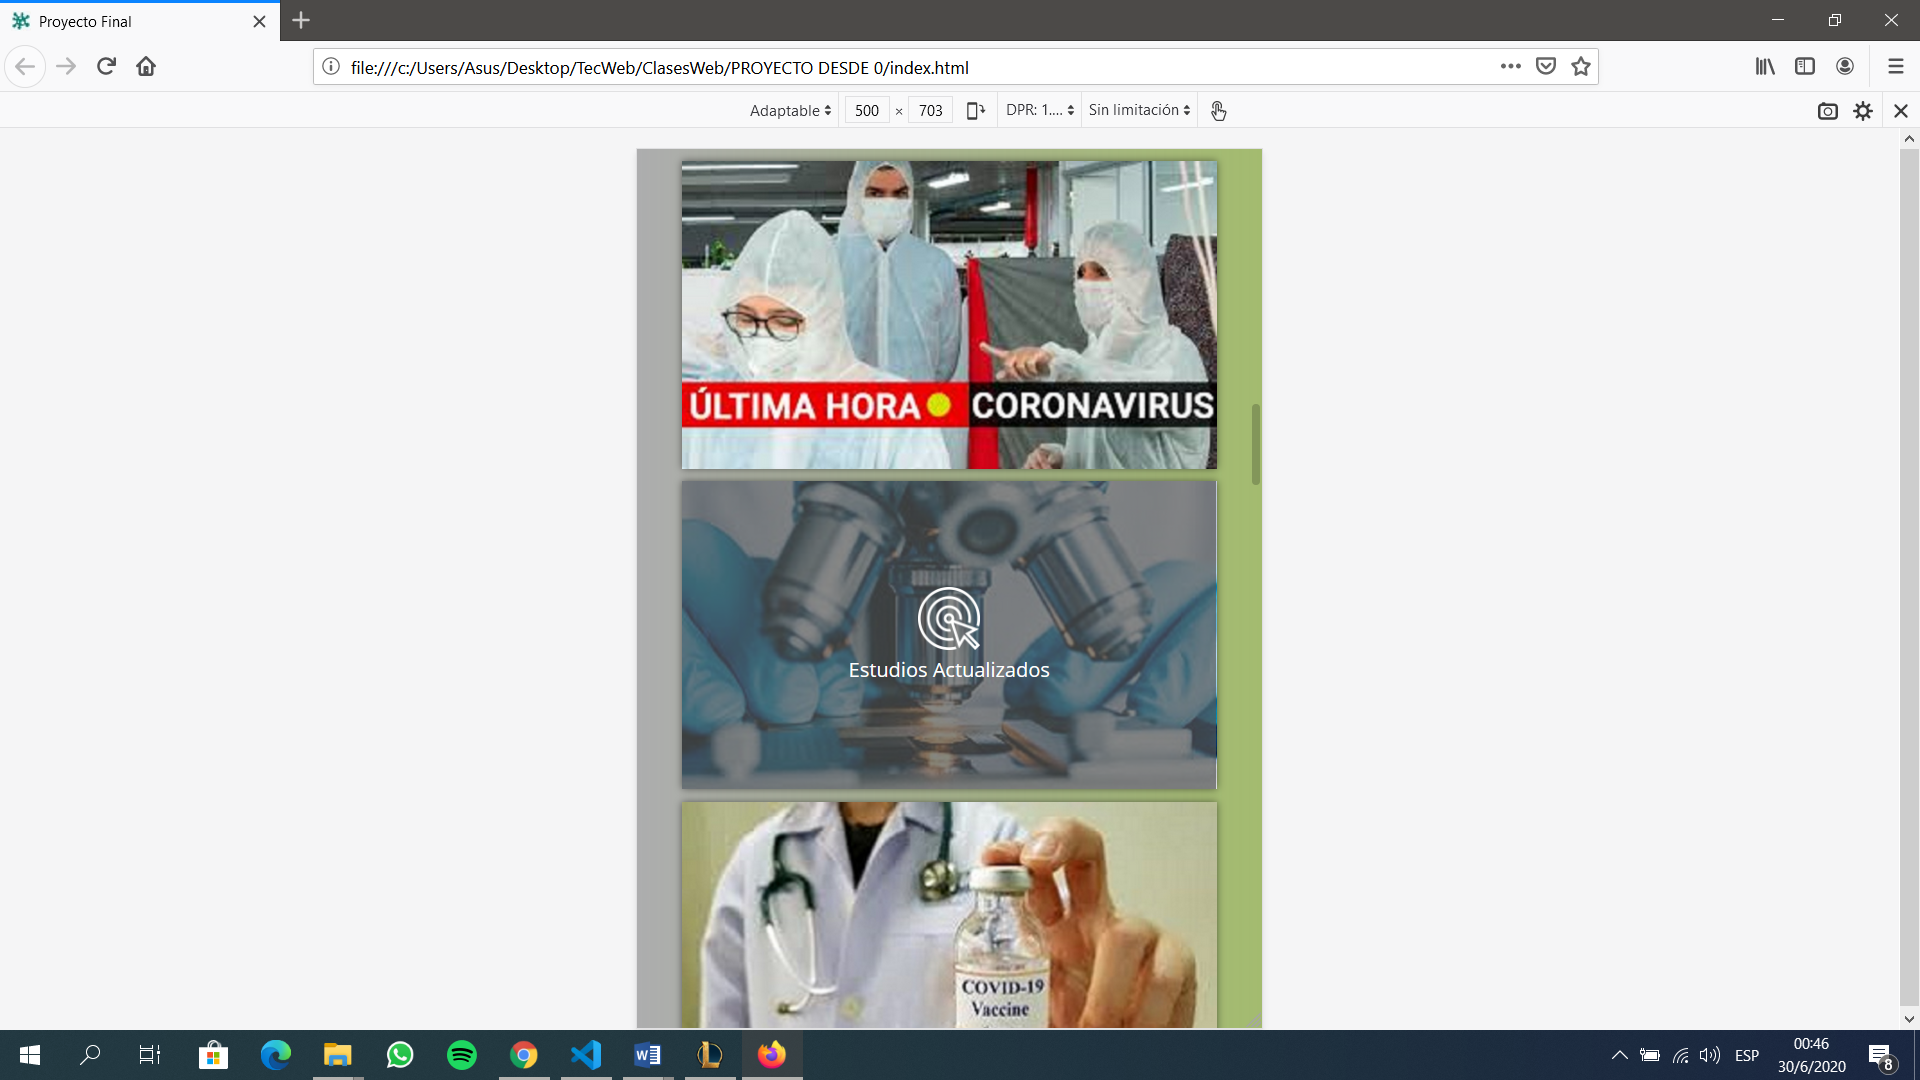 Proyecto Final
file:///c:/Users/Asus/Desktop/TecWeb/ClasesWeb/PROYECTO DESDE 0/index.html
Adaptable 500 × 703 DPR: 1.... Sin limitación
ÚLTIMA HORA CORONAVIRUS
Estudios Actualizados
COVID-19
Vaccine
ESP
00:46
30/6/2020
8